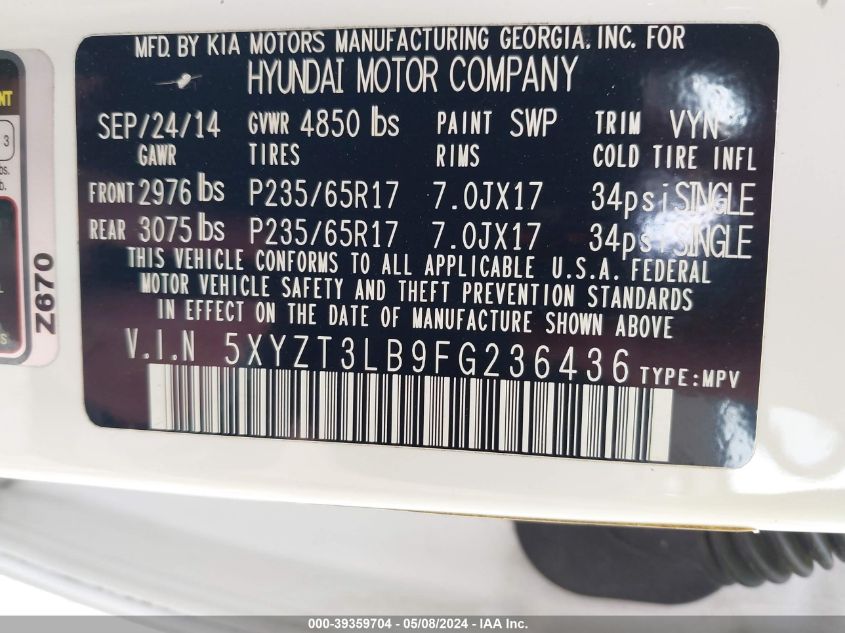 MFD. BY KIA MOTORS MANUFACTURING GEORGIA. INC. FOR
HYUNDAI MOTOR COMPANY
SEP/24/14 GVWR 4850 lbs PAINT SWP TRIM VYN
GAWR TIRES RIMS COLD TIRE INFL
FRONT 2976 lbs P235/65R17 7.0JX17 34psi SINGLE
REAR 3075 lbs P235/65R17 7.0JX17 34psi SINGLE
THIS VEHICLE CONFORMS TO ALL APPLICABLE U.S.A. FEDERAL
MOTOR VEHICLE SAFETY AND THEFT PREVENTION STANDARDS
IN EFFECT ON THE DATE OF MANUFACTURE SHOWN ABOVE
V.I.N 5XYZT3LB9FG236436 TYPE:MPV
NT
3
bs.
b.
Z670
000-39359704 - 05/08/2024 - IAA Inc.